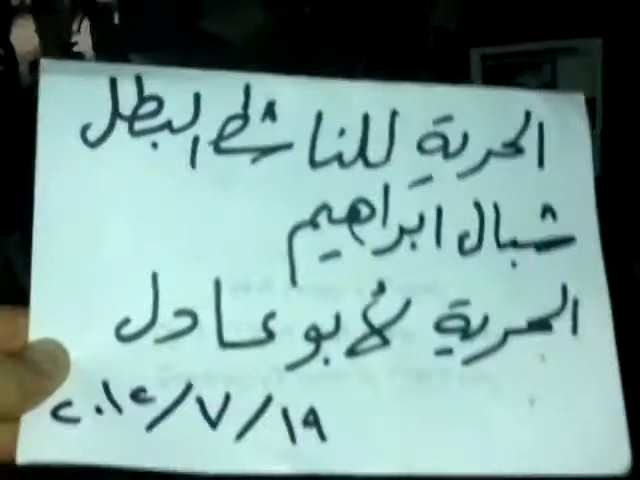 الحرية للناشط البطل
شبال ابراهيم
الحرية لأبو عادل
٢٠١٢/٧/١٩